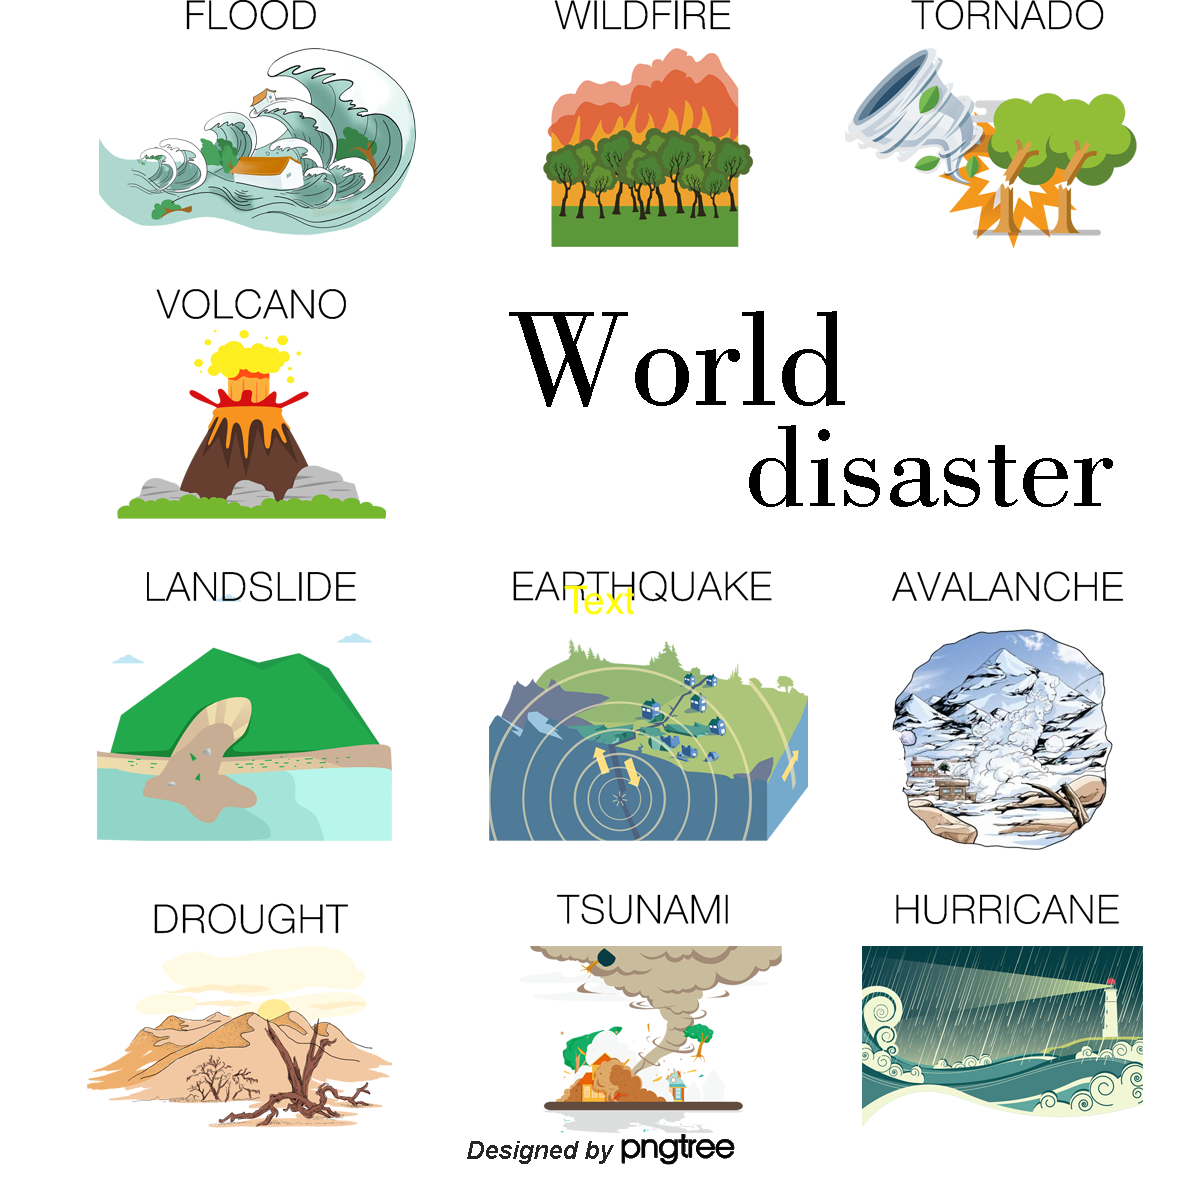 FLOOD
WILDFIRE
TORNADO
VOLCANO
World
disaster
LANDSLIDE
EARTHQUAKE
Text
AVALANCHE
DROUGHT
TSUNAMI
HURRICANE
Designed by pngtree